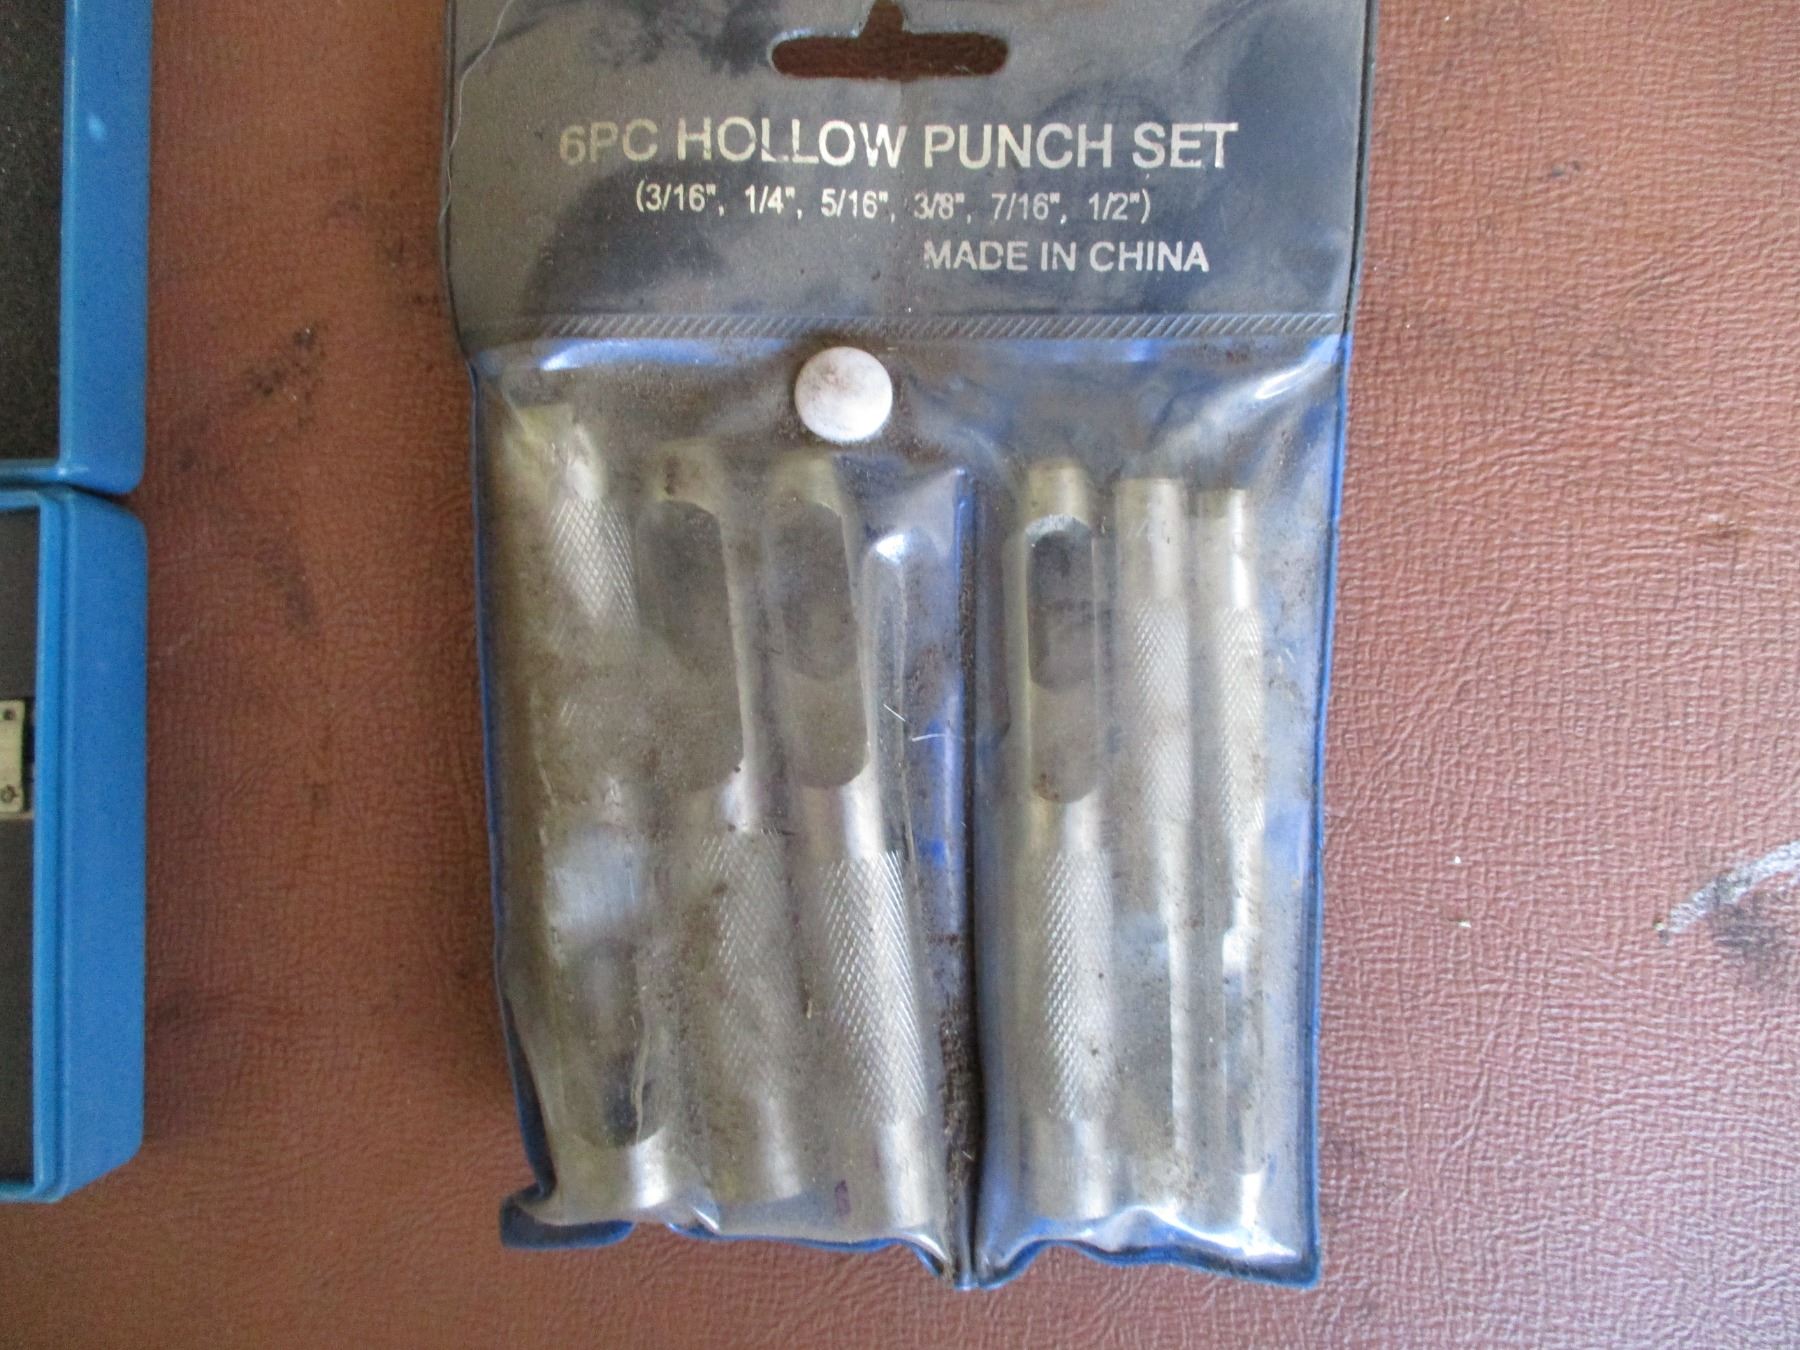 6PC HOLLOW PUNCH SET
(3/16", 1/4", 5/16", 3/8", 7/16", 1/2")
MADE IN CHINA